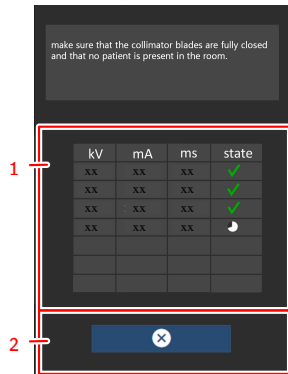 make sure that the collimator blades are fully closed
and that no patient is present in the room.
kV mA ms state
1
xx xx xx
xx xx xx
xx xx xx
xx xx xx
2